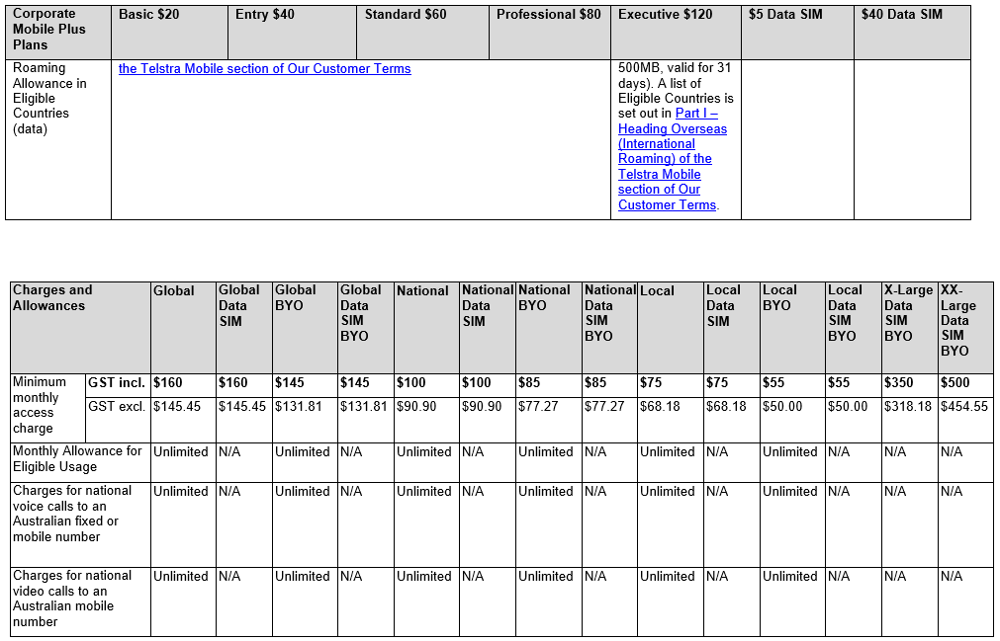 Corporate Mobile Plus Plans Basic $20 Entry $40 Standard $60 Professional $80 Executive $120 $5 Data SIM $40 Data SIM
Roaming Allowance in Eligible Countries (data)
the Telstra Mobile section of Our Customer Terms
500MB, valid for 31
days). A list of
Eligible Countries is
set out in Part I –
Heading Overseas
(International
Roaming) of the
Telstra Mobile
section of Our
Customer Terms.
Charges and Allowances Global Global Data SIM Global BYO Global Data SIM BYO National National Data SIM National BYO National Data SIM BYO Local Local Data SIM Local BYO Local Data SIM BYO X-Large Data SIM BYO XX-Large Data SIM BYO
Minimum monthly access charge
GST incl. $160 $160 $145 $145 $100 $100 $85 $85 $75 $75 $55 $55 $350 $500
GST excl. $145.45 $145.45 $131.81 $131.81 $90.90 $90.90 $77.27 $77.27 $68.18 $68.18 $50.00 $50.00 $318.18 $454.55
Monthly Allowance for Eligible Usage Unlimited N/A Unlimited N/A Unlimited N/A Unlimited N/A Unlimited N/A Unlimited N/A N/A N/A
Charges for national voice calls to an Australian fixed or mobile number Unlimited N/A Unlimited N/A Unlimited N/A Unlimited N/A Unlimited N/A Unlimited N/A N/A N/A
Charges for national video calls to an Australian mobile number Unlimited N/A Unlimited N/A Unlimited N/A Unlimited N/A Unlimited N/A Unlimited N/A N/A N/A